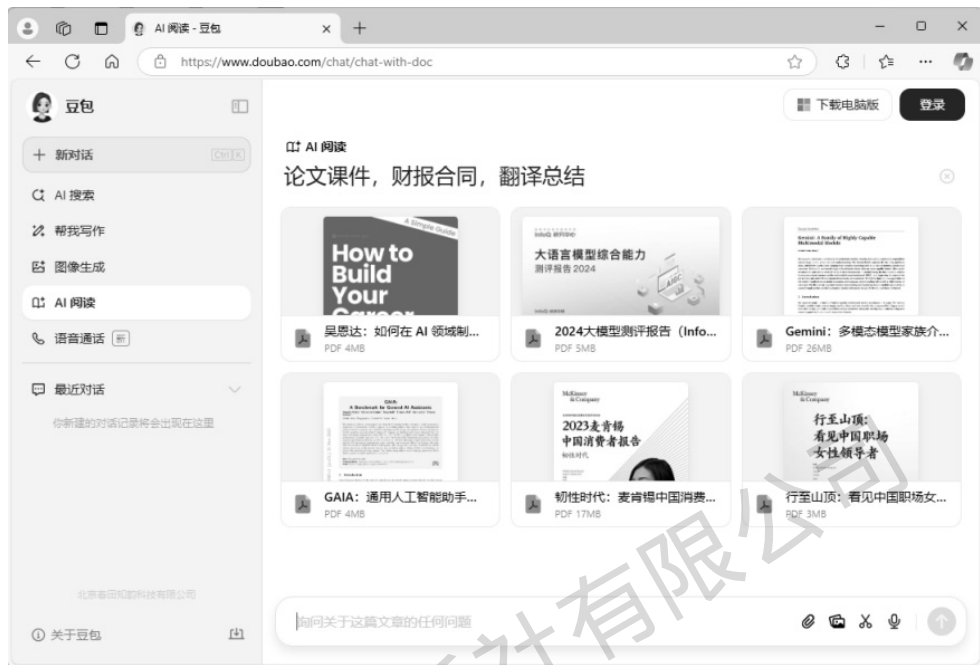 AI 阅读 - 豆包
https://www.doubao.com/chat/chat-with-doc
豆包
下载电脑版
登录
新对话
Ctrl K
AI 搜索
帮我写作
图像生成
AI 阅读
语音通话 新
最近对话
你新建的对话记录将会出现在这里
关于豆包
AI 阅读
论文课件，财报合同，翻译总结
A Simple Guide
How to
Build
Your
Career
吴恩达：如何在 AI 领域制...
PDF 4MB
大语言模型综合能力
测评报告 2024
2024大模型测评报告（Info...
PDF 5MB
Gemini: A Family of Highly Capable
Multimodal Models
Gemini：多模态模型家族介...
PDF 26MB
GAIA:
A Benchmark for General AI Assistants
GAIA：通用人工智能助手...
PDF 4MB
McKinsey
& Company
2023麦肯锡
中国消费者报告
韧性时代
韧性时代：麦肯锡中国消费...
PDF 17MB
McKinsey
& Company
行至山顶：
看见中国职场
女性领导者
行至山顶：看见中国职场女...
PDF 3MB
询问关于这篇文章的任何问题
社有限公司